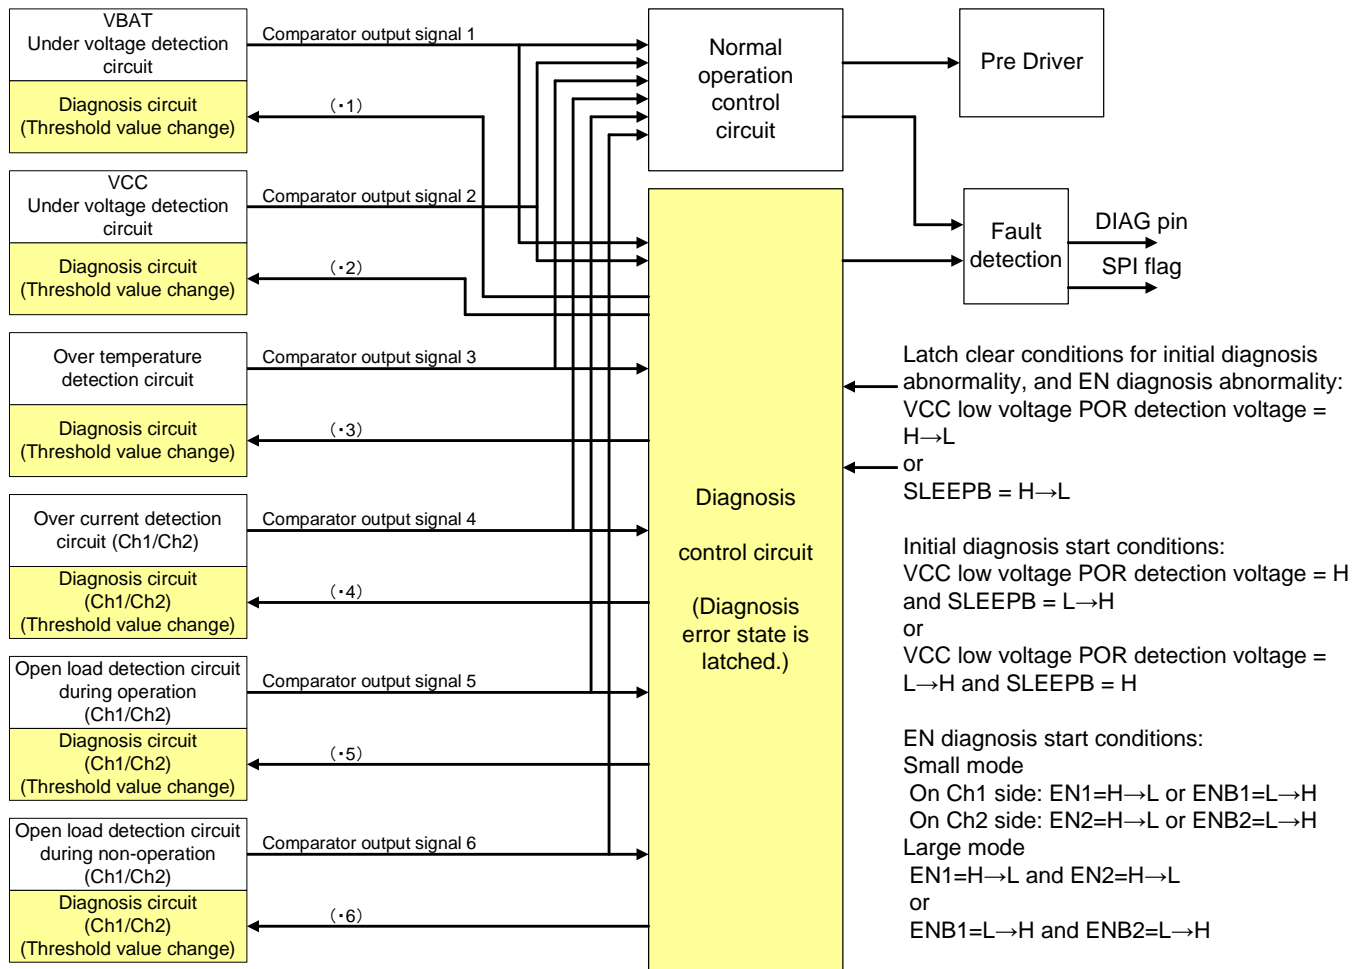 VBAT
Under voltage detection
circuit
Diagnosis circuit
(Threshold value change)
Comparator output signal 1
(・1)
VCC
Under voltage detection
circuit
Diagnosis circuit
(Threshold value change)
Comparator output signal 2
(・2)
Over temperature
detection circuit
Diagnosis circuit
(Threshold value change)
Comparator output signal 3
(・3)
Over current detection
circuit (Ch1/Ch2)
Diagnosis circuit
(Ch1/Ch2)
(Threshold value change)
Comparator output signal 4
(・4)
Open load detection circuit
during operation
(Ch1/Ch2)
Diagnosis circuit
(Ch1/Ch2)
(Threshold value change)
Comparator output signal 5
(・5)
Open load detection circuit
during non-operation
(Ch1/Ch2)
Diagnosis circuit
(Ch1/Ch2)
(Threshold value change)
Comparator output signal 6
(・6)
Normal
operation
control
circuit
Pre Driver
Diagnosis
control circuit
(Diagnosis
error state is
latched.)
Fault
detection
DIAG pin
SPI flag
Latch clear conditions for initial diagnosis
abnormality, and EN diagnosis abnormality:
VCC low voltage POR detection voltage =
H→L
or
SLEEPB = H→L
Initial diagnosis start conditions:
VCC low voltage POR detection voltage = H
and SLEEPB = L→H
or
VCC low voltage POR detection voltage =
L→H and SLEEPB = H
EN diagnosis start conditions:
Small mode
On Ch1 side: EN1=H→L or ENB1=L→H
On Ch2 side: EN2=H→L or ENB2=L→H
Large mode
EN1=H→L and EN2=H→L
or
ENB1=L→H and ENB2=L→H